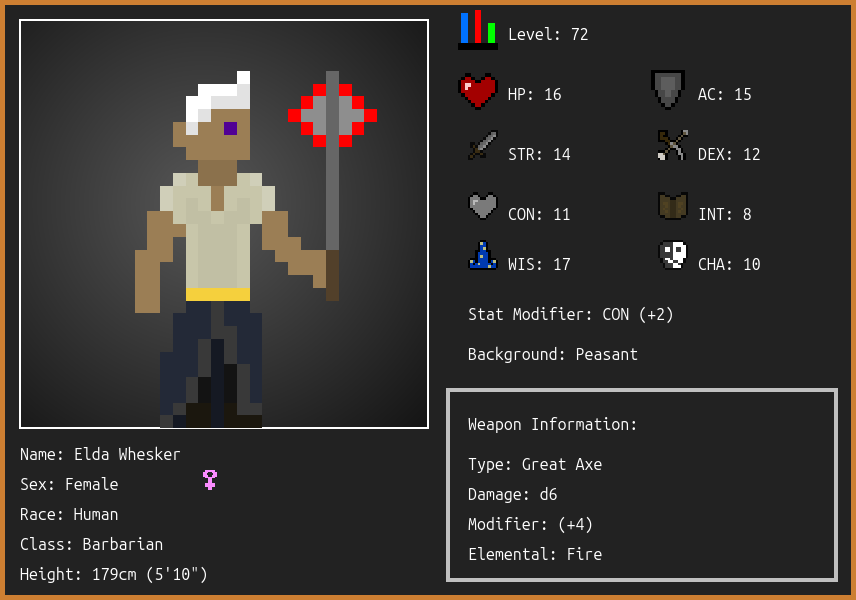 Level: 72
HP: 16
AC: 15
STR: 14
DEX: 12
CON: 11
INT: 8
WIS: 17
CHA: 10
Stat Modifier: CON (+2)
Background: Peasant
Weapon Information:
Type: Great Axe
Damage: d6
Modifier: (+4)
Elemental: Fire
Name: Elda Whesker
Sex: Female
Race: Human
Class: Barbarian
Height: 179cm (5'10")